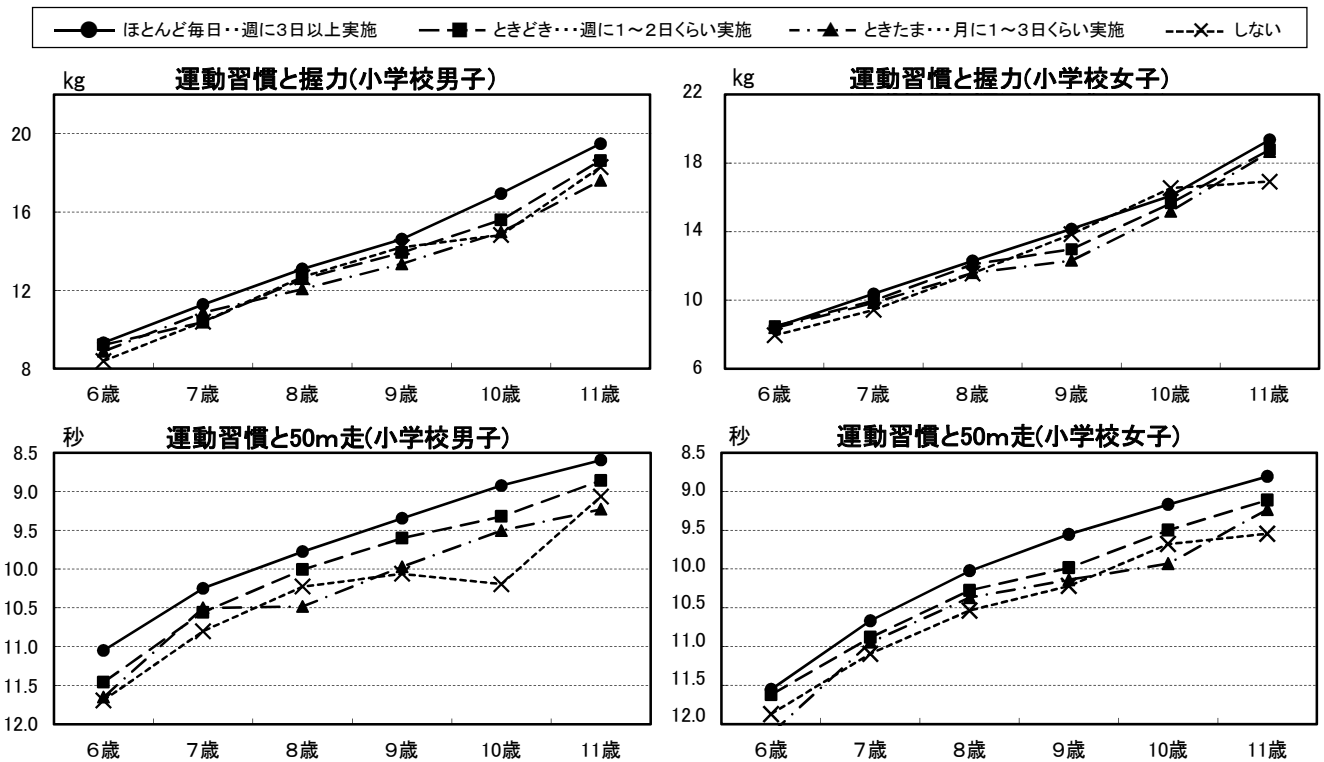 ほとんど毎日・・週に3日以上実施 ときどき・・・週に1～2日くらい実施 ときたま・・・月に1～3日くらい実施 しない
kg 運動習慣と握力(小学校男子)
20
16
12
8
6歳 7歳 8歳 9歳 10歳 11歳
kg 運動習慣と握力(小学校女子)
22
18
14
10
6
6歳 7歳 8歳 9歳 10歳 11歳
秒 運動習慣と50m走(小学校男子)
8.5
9.0
9.5
10.0
10.5
11.0
11.5
12.0
6歳 7歳 8歳 9歳 10歳 11歳
秒 運動習慣と50m走(小学校女子)
8.5
9.0
9.5
10.0
10.5
11.0
11.5
12.0
6歳 7歳 8歳 9歳 10歳 11歳